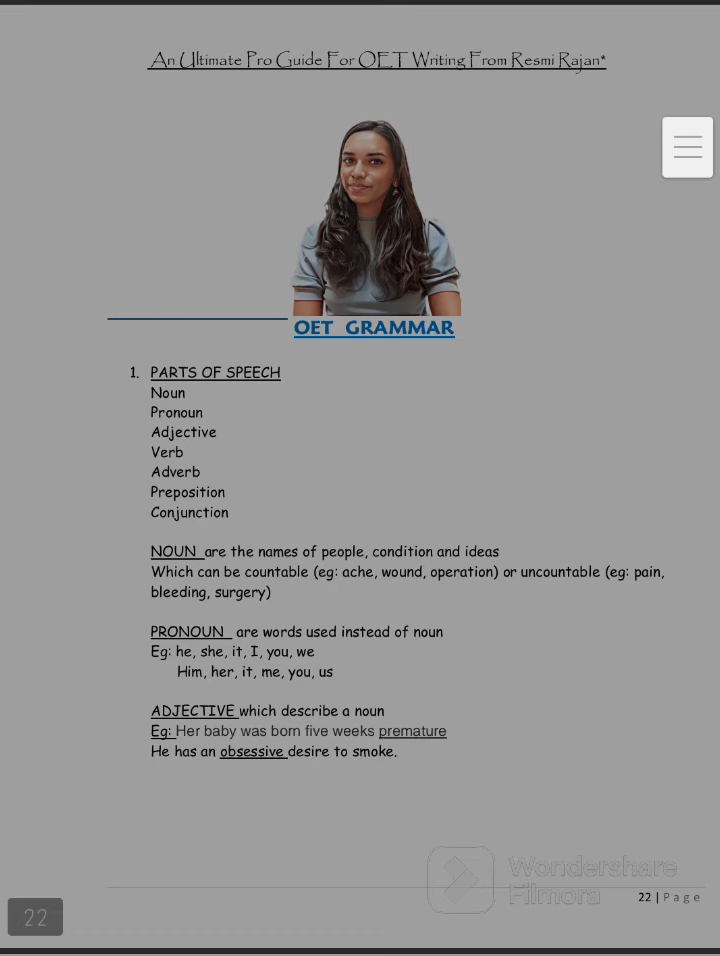 An Ultimate Pro Guide For OET Writing From Resmi Rajan*
OET GRAMMAR
1. PARTS OF SPEECH
Noun
Pronoun
Adjective
Verb
Adverb
Preposition
Conjunction
NOUN are the names of people, condition and ideas
Which can be countable (eg: ache, wound, operation) or uncountable (eg: pain,
bleeding, surgery)
PRONOUN are words used instead of noun
Eg: he, she, it, I, you, we
Him, her, it, me, you, us
ADJECTIVE which describe a noun
Eg: Her baby was born five weeks premature
He has an obsessive desire to smoke.
Wondershare
Filmora
22 | Page
22